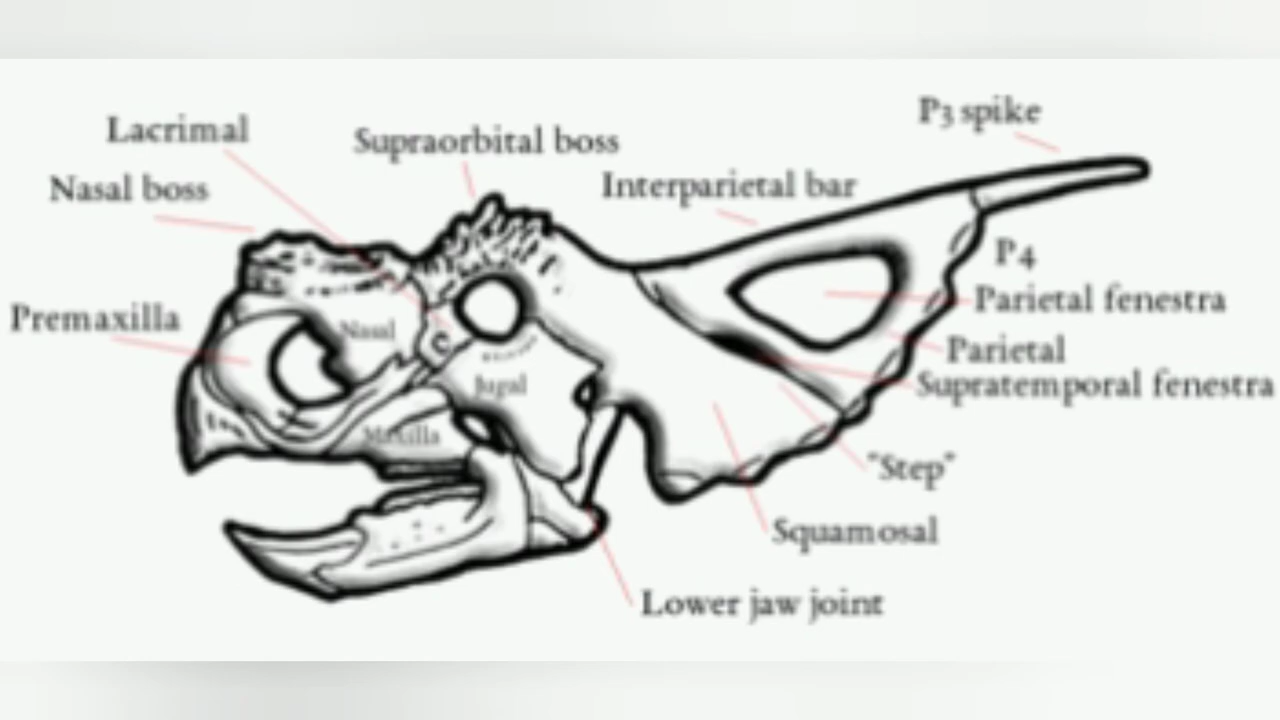 P3 spike
Lacrimal
Supraorbital boss
Nasal boss
Interparietal bar
P4
Parietal fenestra
Premaxilla
Nasal
Parietal
Jugal
Supratemporal fenestra
Maxilla
"Step"
Squamosal
Lower jaw joint